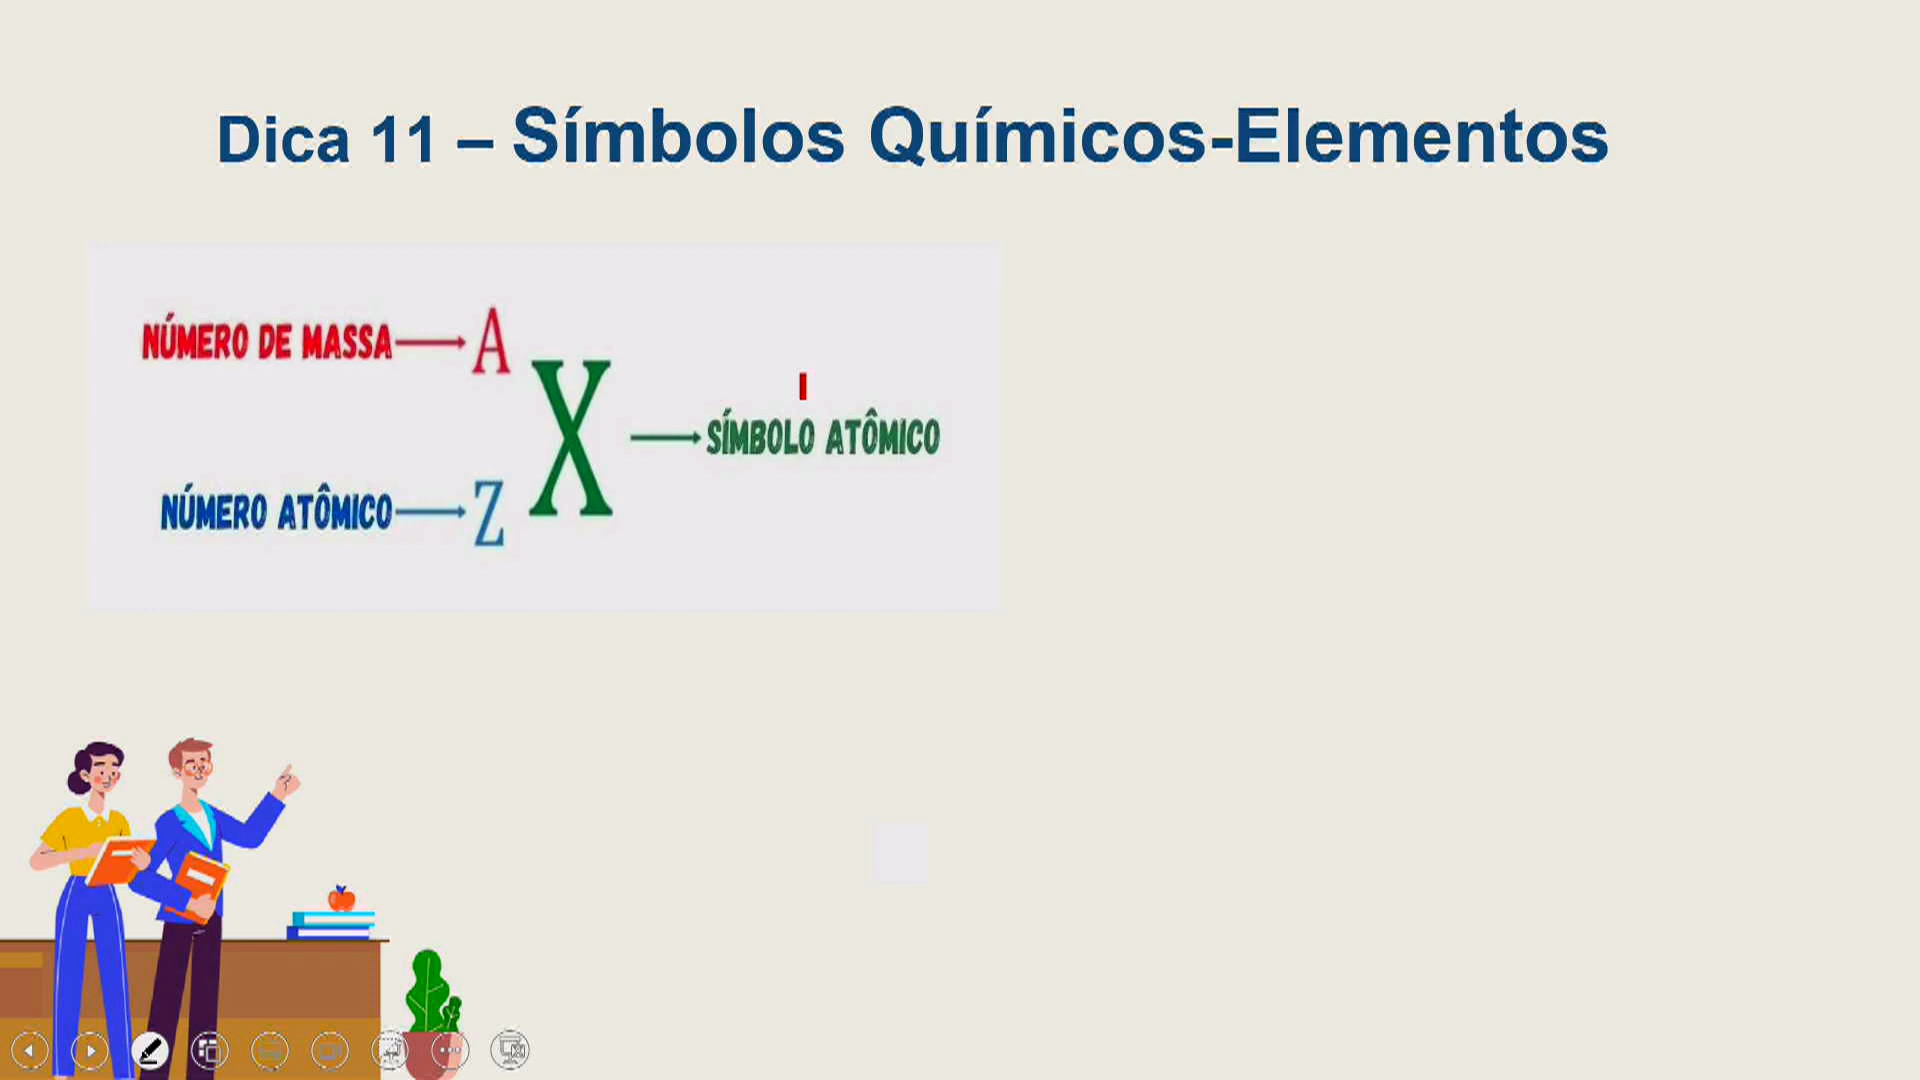 Dica 11 – Símbolos Químicos-Elementos
NÚMERO DE MASSA A
X
SÍMBOLO ATÔMICO
NÚMERO ATÔMICO Z